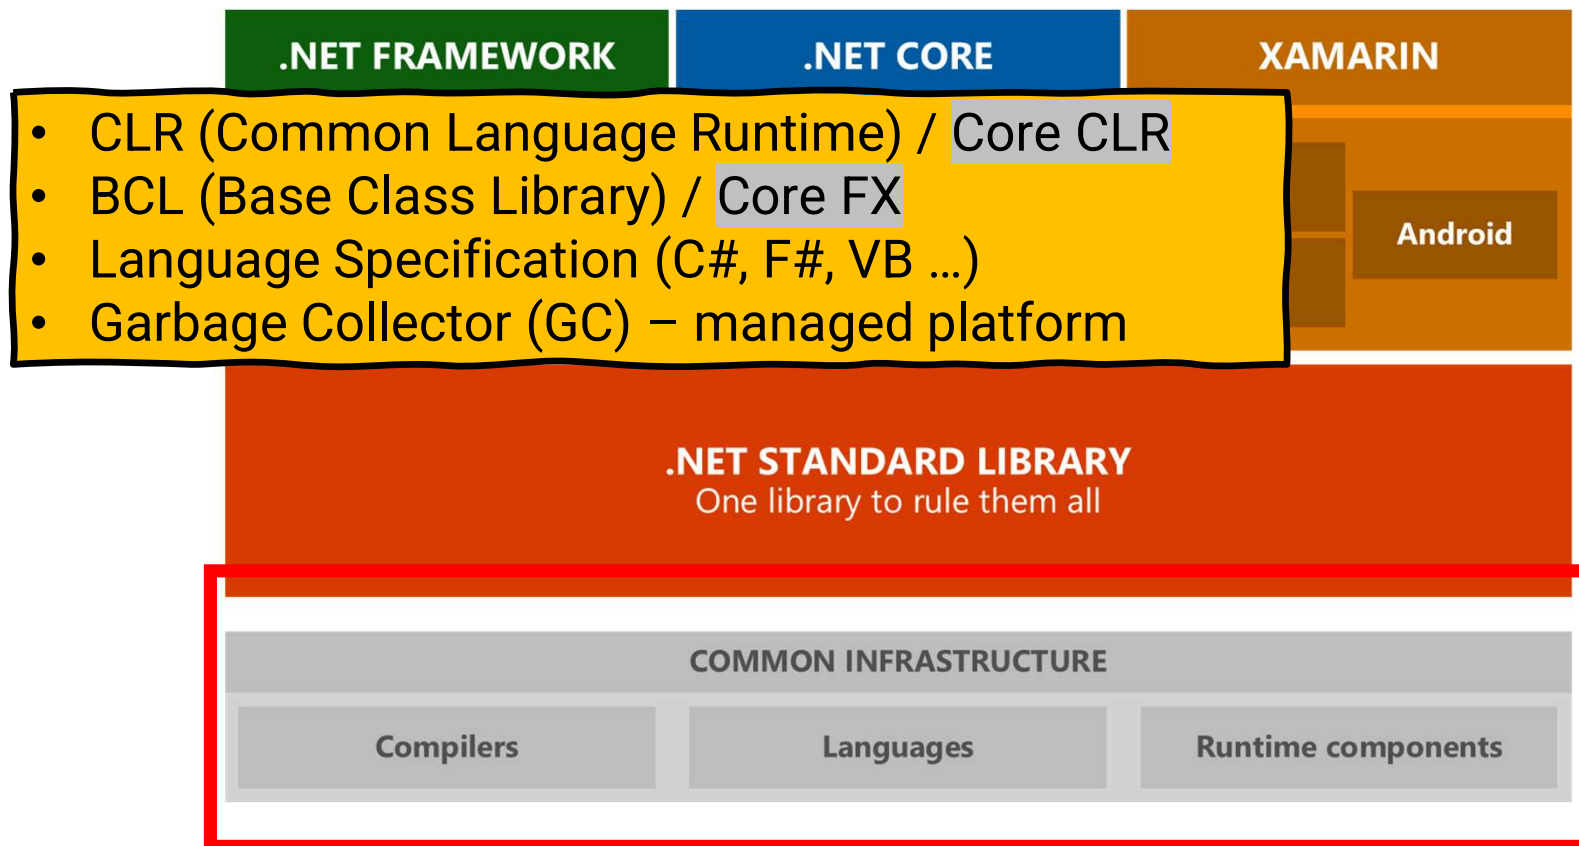 .NET FRAMEWORK
.NET CORE
XAMARIN
• CLR (Common Language Runtime) / Core CLR
• BCL (Base Class Library) / Core FX
• Language Specification (C#, F#, VB …)
• Garbage Collector (GC) – managed platform
Android
.NET STANDARD LIBRARY
One library to rule them all
COMMON INFRASTRUCTURE
Compilers
Languages
Runtime components